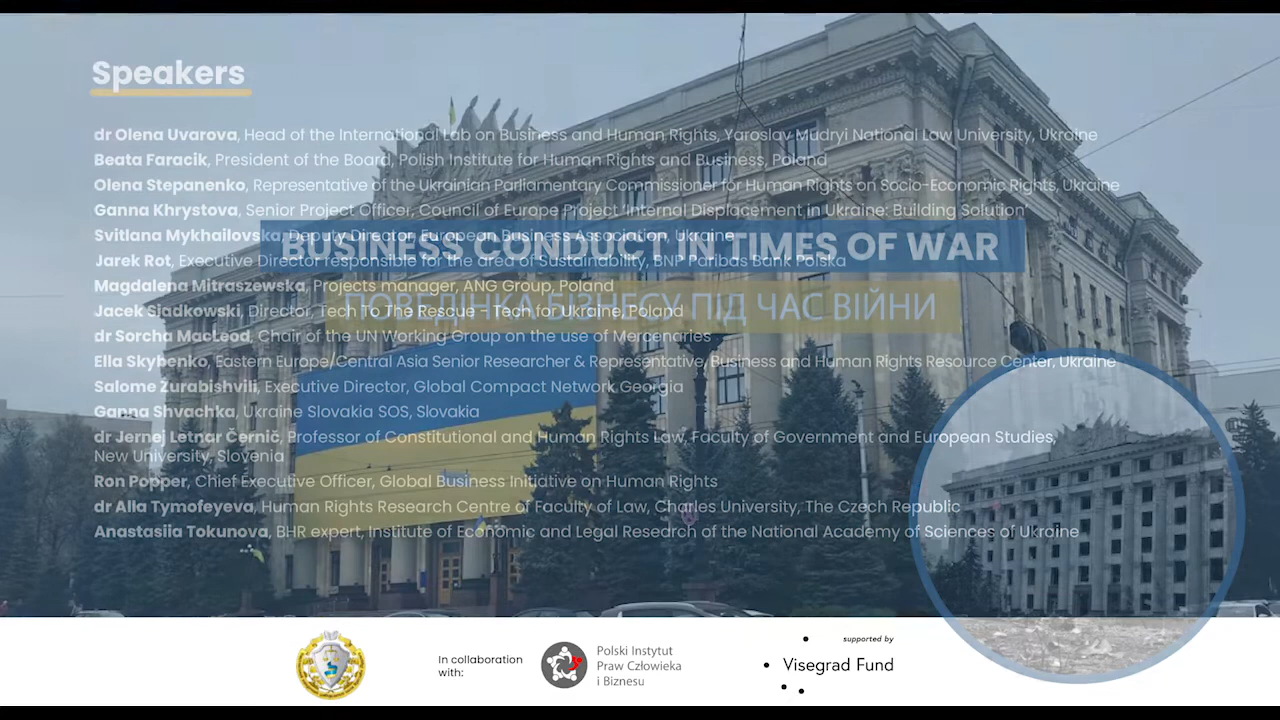 Speakers
dr Olena Uvarova, Head of the International Lab on Business and Human Rights, Yaroslav Mudryi National Law University, Ukraine
Beata Faracik, President of the Board, Polish Institute for Human Rights and Business, Poland
Olena Stepanenko, Representative of the Ukrainian Parliamentary Commissioner for Human Rights on Socio-Economic Rights, Ukraine
Ganna Khrystova, Senior Project Officer, Council of Europe Project 'Internal Displacement in Ukraine: Building Solution'
Svitlana Mykhailovska, Deputy Director, European Business Association, Ukraine
BUSINESS CONDUCT IN TIMES OF WAR
Jarek Rot, Executive Director responsible for the area of Sustainability, BNP Paribas Bank Polska
Magdalena Mitraszewska, Projects manager, ANG Group, Poland
ПОВЕДІНКА БІЗНЕСУ ПІД ЧАС ВІЙНИ
Jacek Siadkowski, Director, Tech To The Rescue - Tech for Ukraine, Poland
dr Sorcha MacLeod, Chair of the UN Working Group on the use of Mercenaries
Ella Skybenko, Eastern Europe/Central Asia Senior Researcher & Representative, Business and Human Rights Resource Center, Ukraine
Salome Zurabishvili, Executive Director, Global Compact Network Georgia
Ganna Shvachka, Ukraine Slovakia SOS, Slovakia
dr Jernej Letnar Černič, Professor of Constitutional and Human Rights Law, Faculty of Government and European Studies,
New University, Slovenia
Ron Popper, Chief Executive Officer, Global Business Initiative on Human Rights
dr Alla Tymofeyeva, Human Rights Research Centre of Faculty of Law, Charles University, The Czech Republic
Anastasiia Tokunova, BHR expert, Institute of Economic and Legal Research of the National Academy of Sciences of Ukraine
In collaboration
with:
Polski Instytut
Praw Człowieka
i Biznesu
supported by
Visegrad Fund